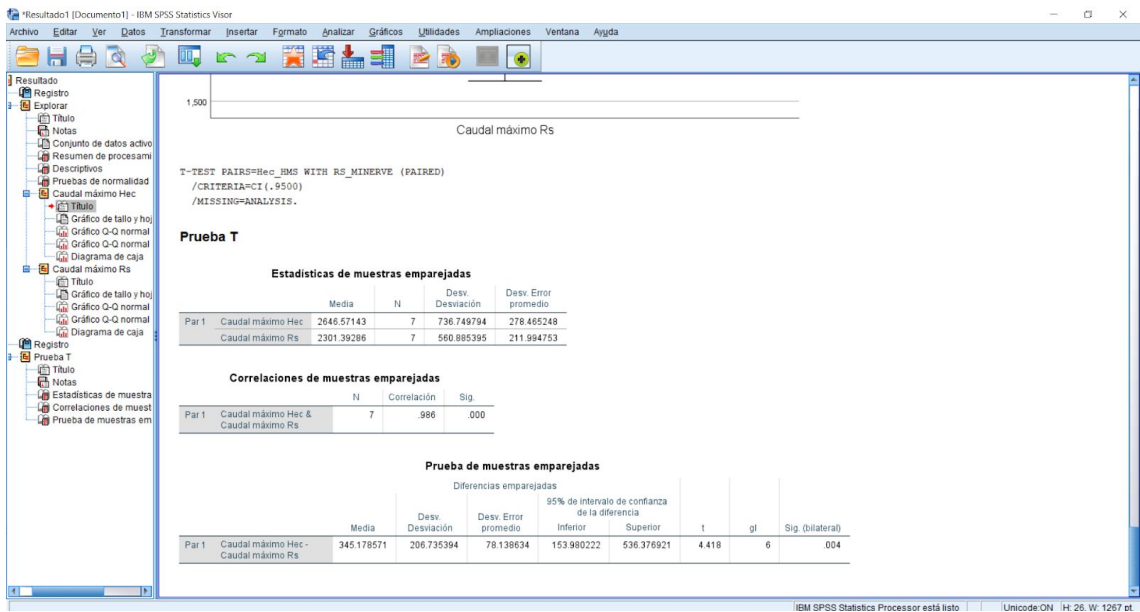 *Resultado1 [Documento1] - IBM SPSS Statistics Visor
Archivo Editar Ver Datos Transformar Insertar Formato Analizar Gráficos Utilidades Ampliaciones Ventana Ayuda
Resultado
Registro
Explorar
Título
Notas
Conjunto de datos activo
Resumen de procesami
Descriptivos
Pruebas de normalidad
Caudal máximo Hec
Título
Gráfico de tallo y hoj
Gráfico Q-Q normal
Gráfico Q-Q normal
Diagrama de caja
Caudal máximo Rs
Título
Gráfico de tallo y hoj
Gráfico Q-Q normal
Gráfico Q-Q normal
Diagrama de caja
Registro
Prueba T
Título
Notas
Estadísticas de muestra
Correlaciones de muest
Prueba de muestras em
1,500
Caudal máximo Rs
T-TEST PAIRS=Hec_HMS WITH RS_MINERVE (PAIRED)
/CRITERIA=CI(.9500)
/MISSING=ANALYSIS.
Prueba T
Estadísticas de muestras emparejadas
Media N Desv. Desviación Desv. Error promedio
Par 1 Caudal máximo Hec 2646.57143 7 736.749794 278.465248
Caudal máximo Rs 2301.39286 7 560.885395 211.994753
Correlaciones de muestras emparejadas
N Correlación Sig.
Par 1 Caudal máximo Hec & Caudal máximo Rs 7 .986 .000
Prueba de muestras emparejadas
Diferencias emparejadas
95% de intervalo de confianza de la diferencia
Media Desv. Desviación Desv. Error promedio Inferior Superior t gl Sig. (bilateral)
Par 1 Caudal máximo Hec - Caudal máximo Rs 345.178571 206.735394 78.138634 153.980222 536.376921 4.418 6 .004
IBM SPSS Statistics Processor está listo Unicode:ON H: 26, W: 1267 pt.